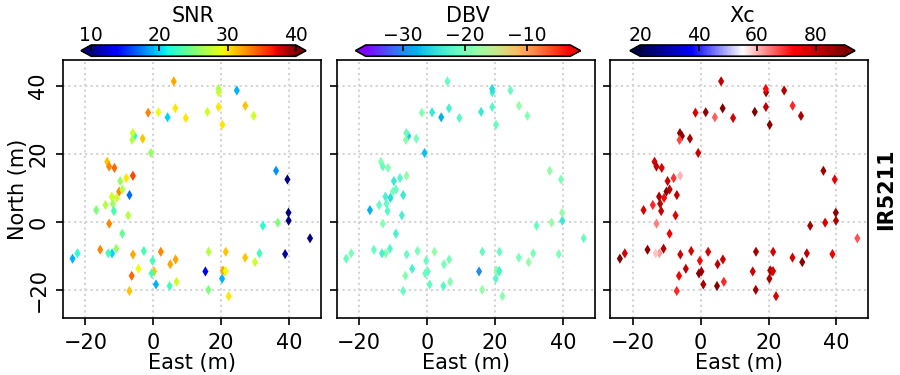 SNR DBV Xc
10 20 30 40 −30 −20 −10 20 40 60 80
North (m)
40
20
0
−20
−20 0 20 40 −20 0 20 40 −20 0 20 40
East (m) East (m) East (m)
IR5211